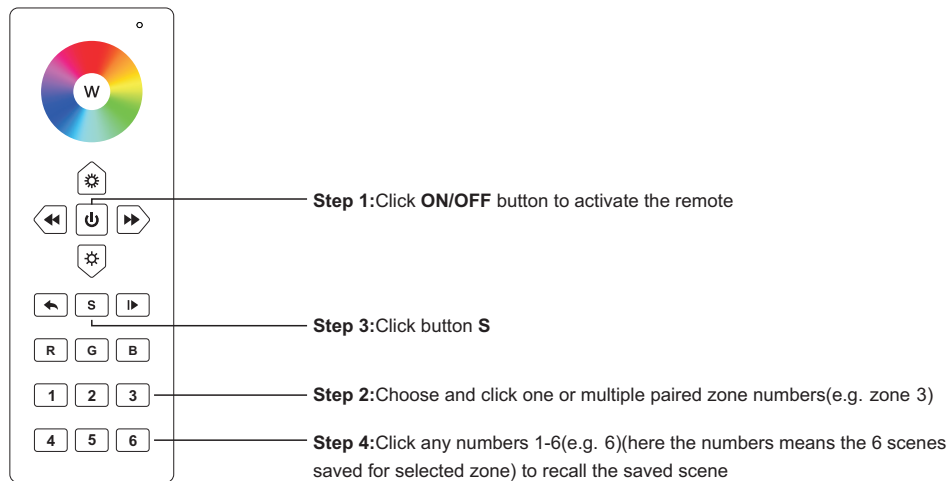 W
Step 1:Click ON/OFF button to activate the remote
S
Step 3:Click button S
R G B
1 2 3
Step 2:Choose and click one or multiple paired zone numbers(e.g. zone 3)
4 5 6
Step 4:Click any numbers 1-6(e.g. 6)(here the numbers means the 6 scenes
saved for selected zone) to recall the saved scene